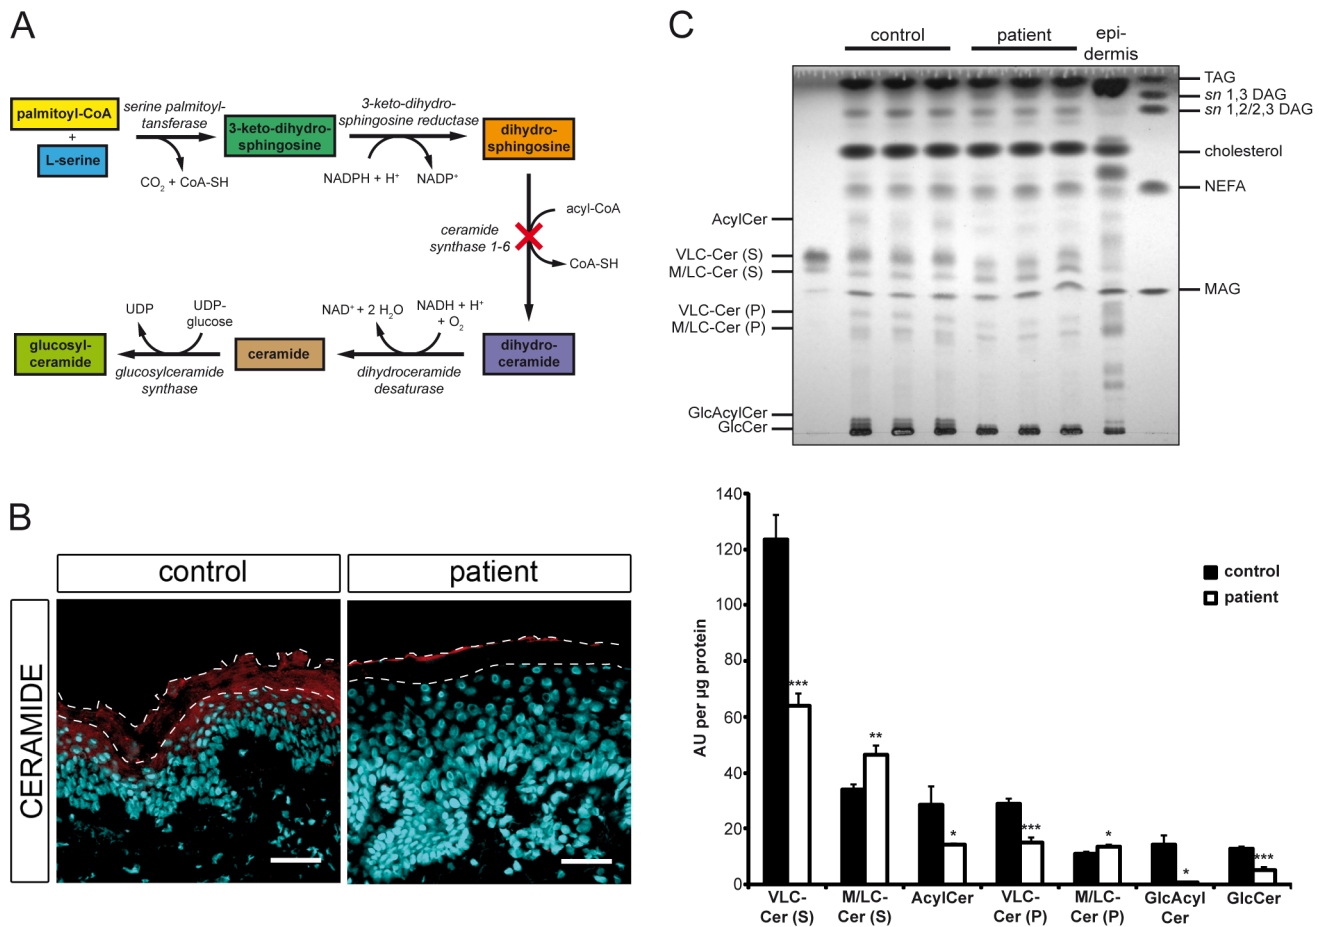 A
palmitoyl-CoA
+
L-serine
serine palmitoyl-
tansferase
CO2 + CoA-SH
3-keto-dihydro-
sphingosine
3-keto-dihydro-
sphingosine reductase
NADPH + H+
NADP+
dihydro-
sphingosine
ceramide
synthase 1-6
acyl-CoA
CoA-SH
dihydro-
ceramide
NADH + H+
+ O2
NAD+ + 2 H2O
dihydroceramide
desaturase
ceramide
UDP-
glucose
UDP
glucosylceramide
synthase
glucosyl-
ceramide
B
control
patient
CERAMIDE
C
control
patient
epi-
dermis
TAG
sn 1,3 DAG
sn 1,2/2,3 DAG
cholesterol
NEFA
MAG
AcylCer
VLC-Cer (S)
M/LC-Cer (S)
VLC-Cer (P)
M/LC-Cer (P)
GlcAcylCer
GlcCer
AU per µg protein
140
120
100
80
60
40
20
0
control
patient
***
**
*
***
*
*
***
VLC-
Cer (S)
M/LC-
Cer (S)
AcylCer
VLC-
Cer (P)
M/LC-
Cer (P)
GlcAcyl
Cer
GlcCer